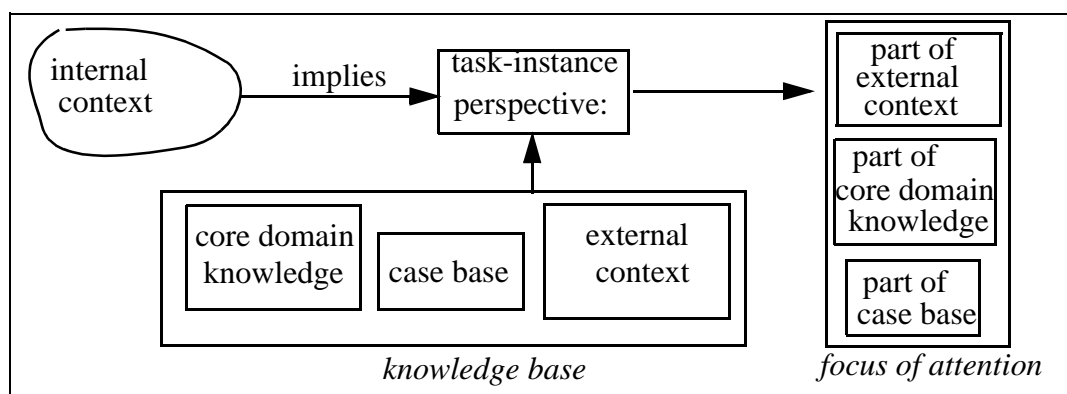 internal
context
implies
task-instance
perspective:
part of
external
context
part of
core domain
knowledge
part of
case base
core domain
knowledge
case base
external
context
knowledge base
focus of attention